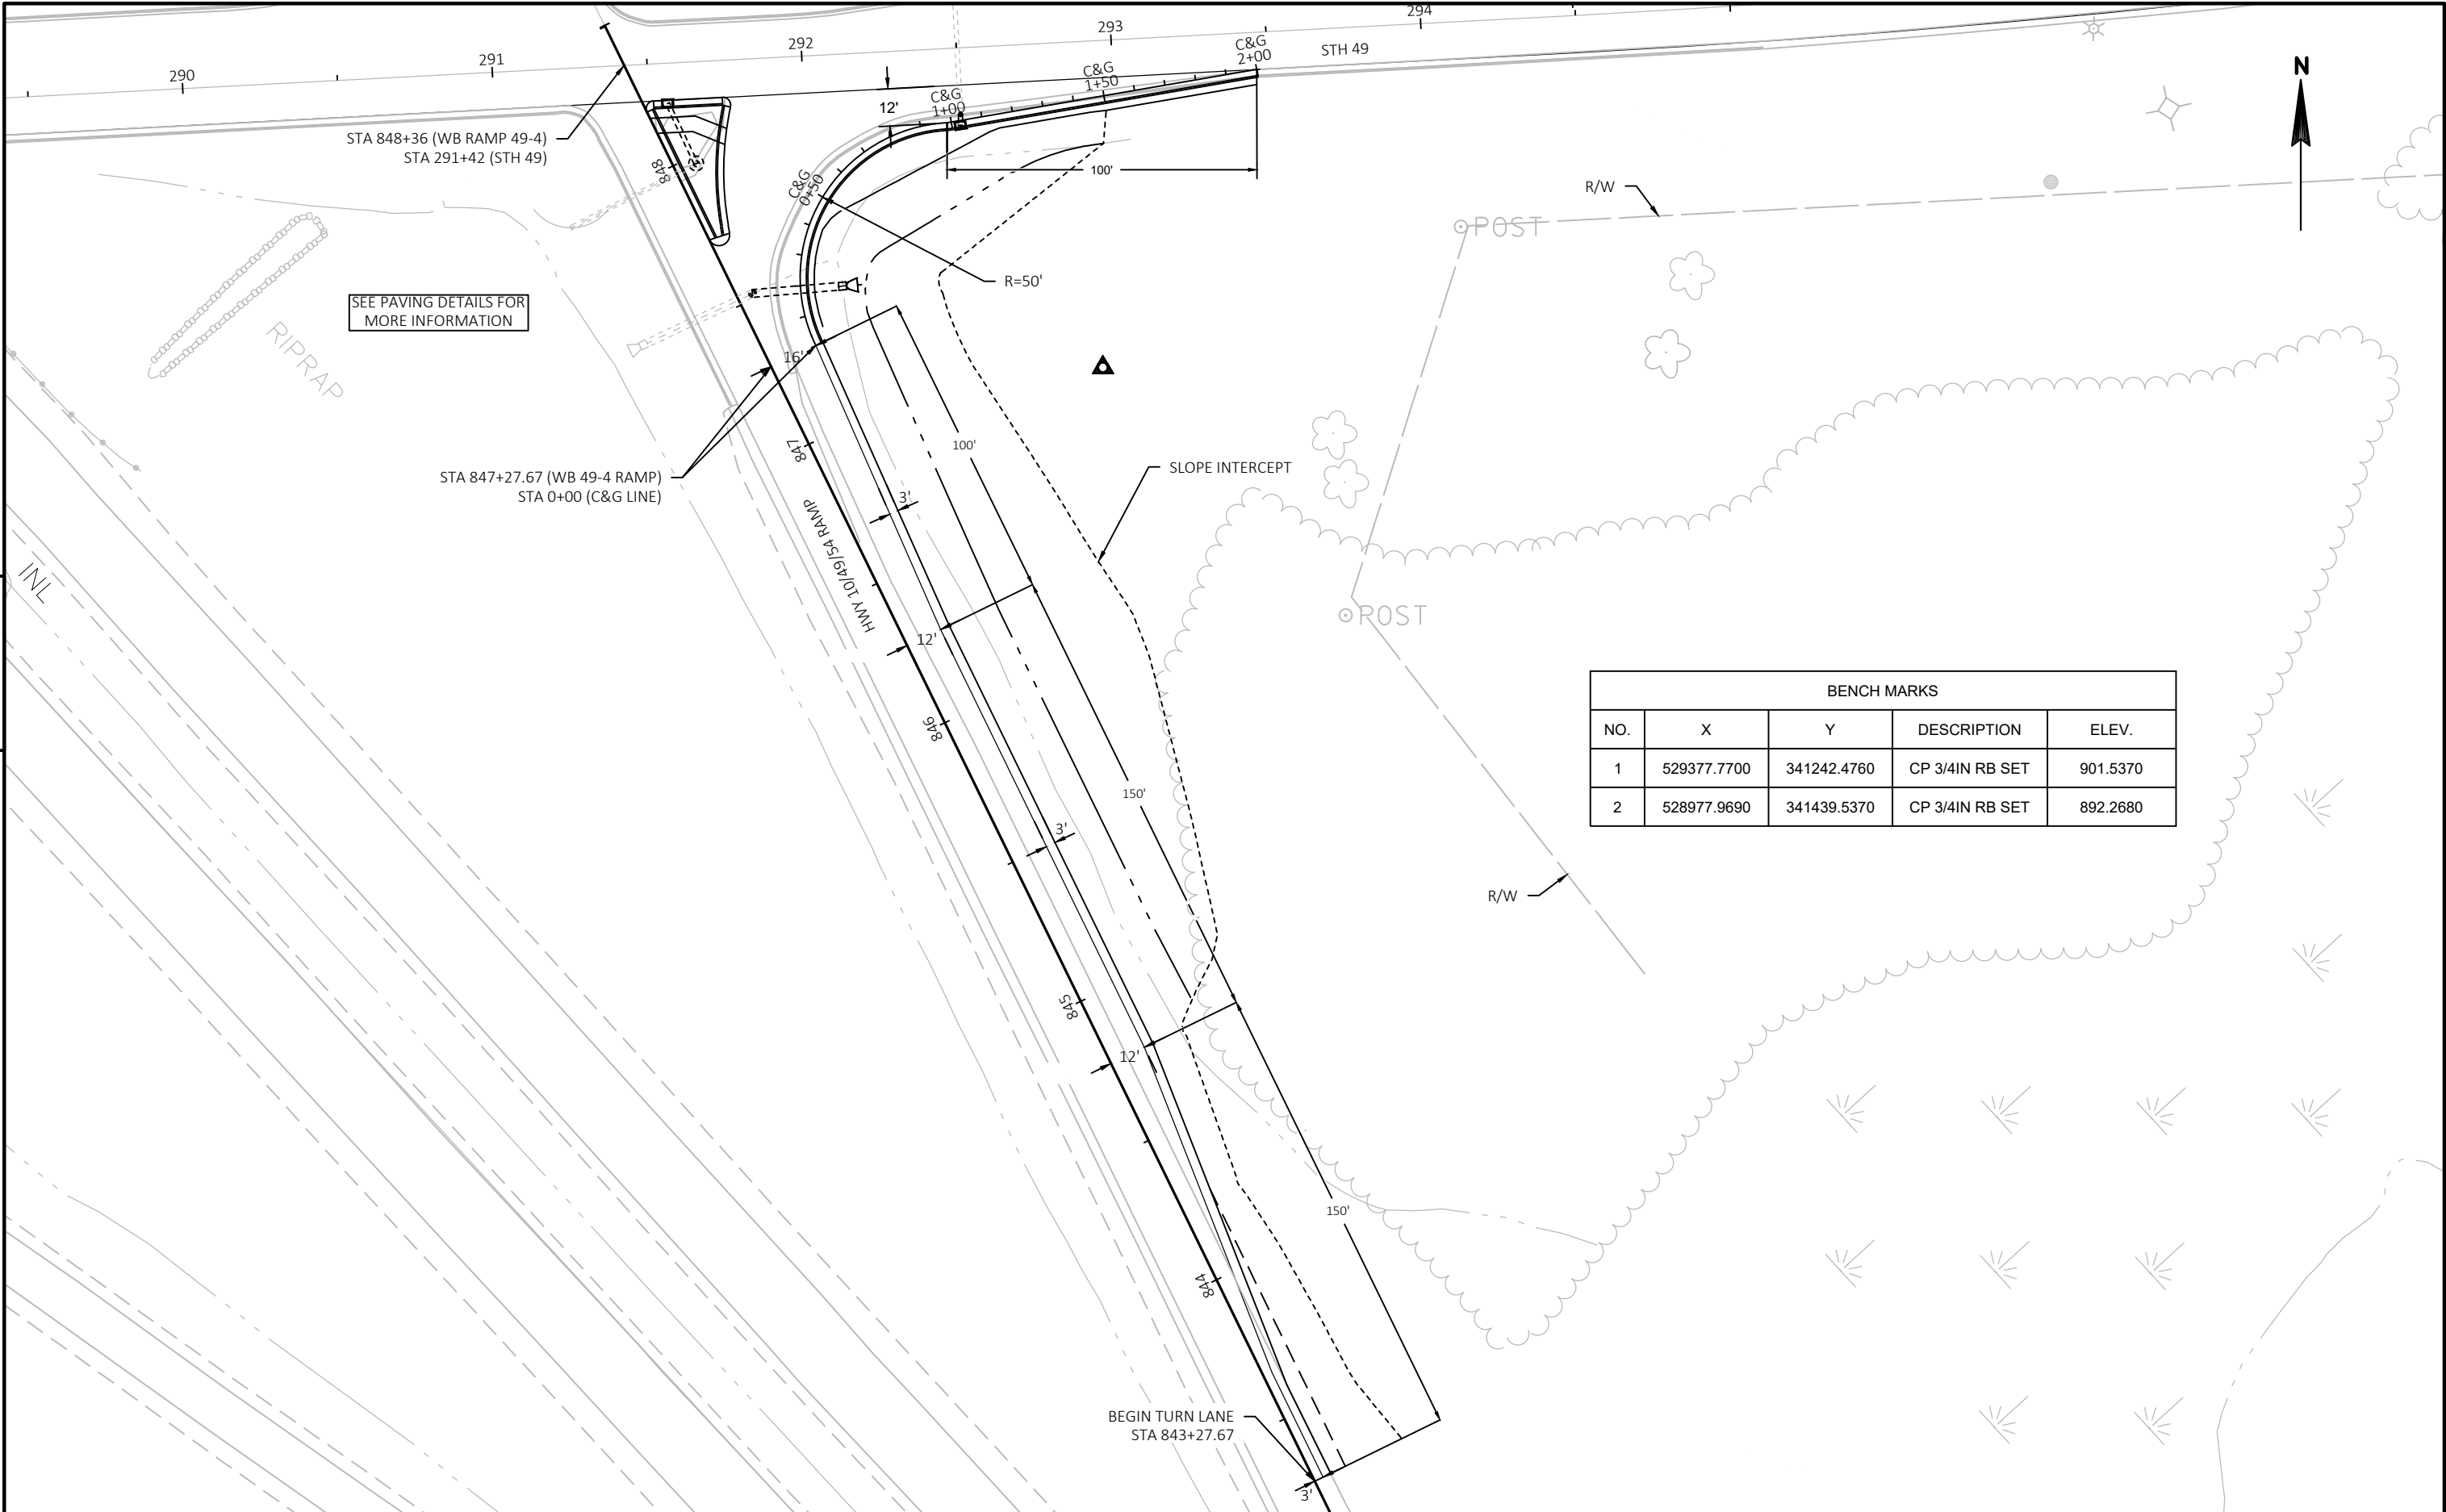 290
291
292
293
294
STH 49
C&G
2+00
C&G
1+50
C&G
1+00
12'
N
STA 848+36 (WB RAMP 49-4)
STA 291+42 (STH 49)
848
C&G
0+50
100'
R/W
POST
R=50'
SEE PAVING DETAILS FOR
MORE INFORMATION
RIPRAP
16'
847
100'
STA 847+27.67 (WB 49-4 RAMP)
STA 0+00 (C&G LINE)
SLOPE INTERCEPT
3'
HWY 10/49/54 RAMP
INL
POST
12'
846
BENCH MARKS
NO. X Y DESCRIPTION ELEV.
1 529377.7700 341242.4760 CP 3/4IN RB SET 901.5370
2 528977.9690 341439.5370 CP 3/4IN RB SET 892.2680
150'
3'
R/W
845
12'
150'
844
BEGIN TURN LANE
STA 843+27.67
3'